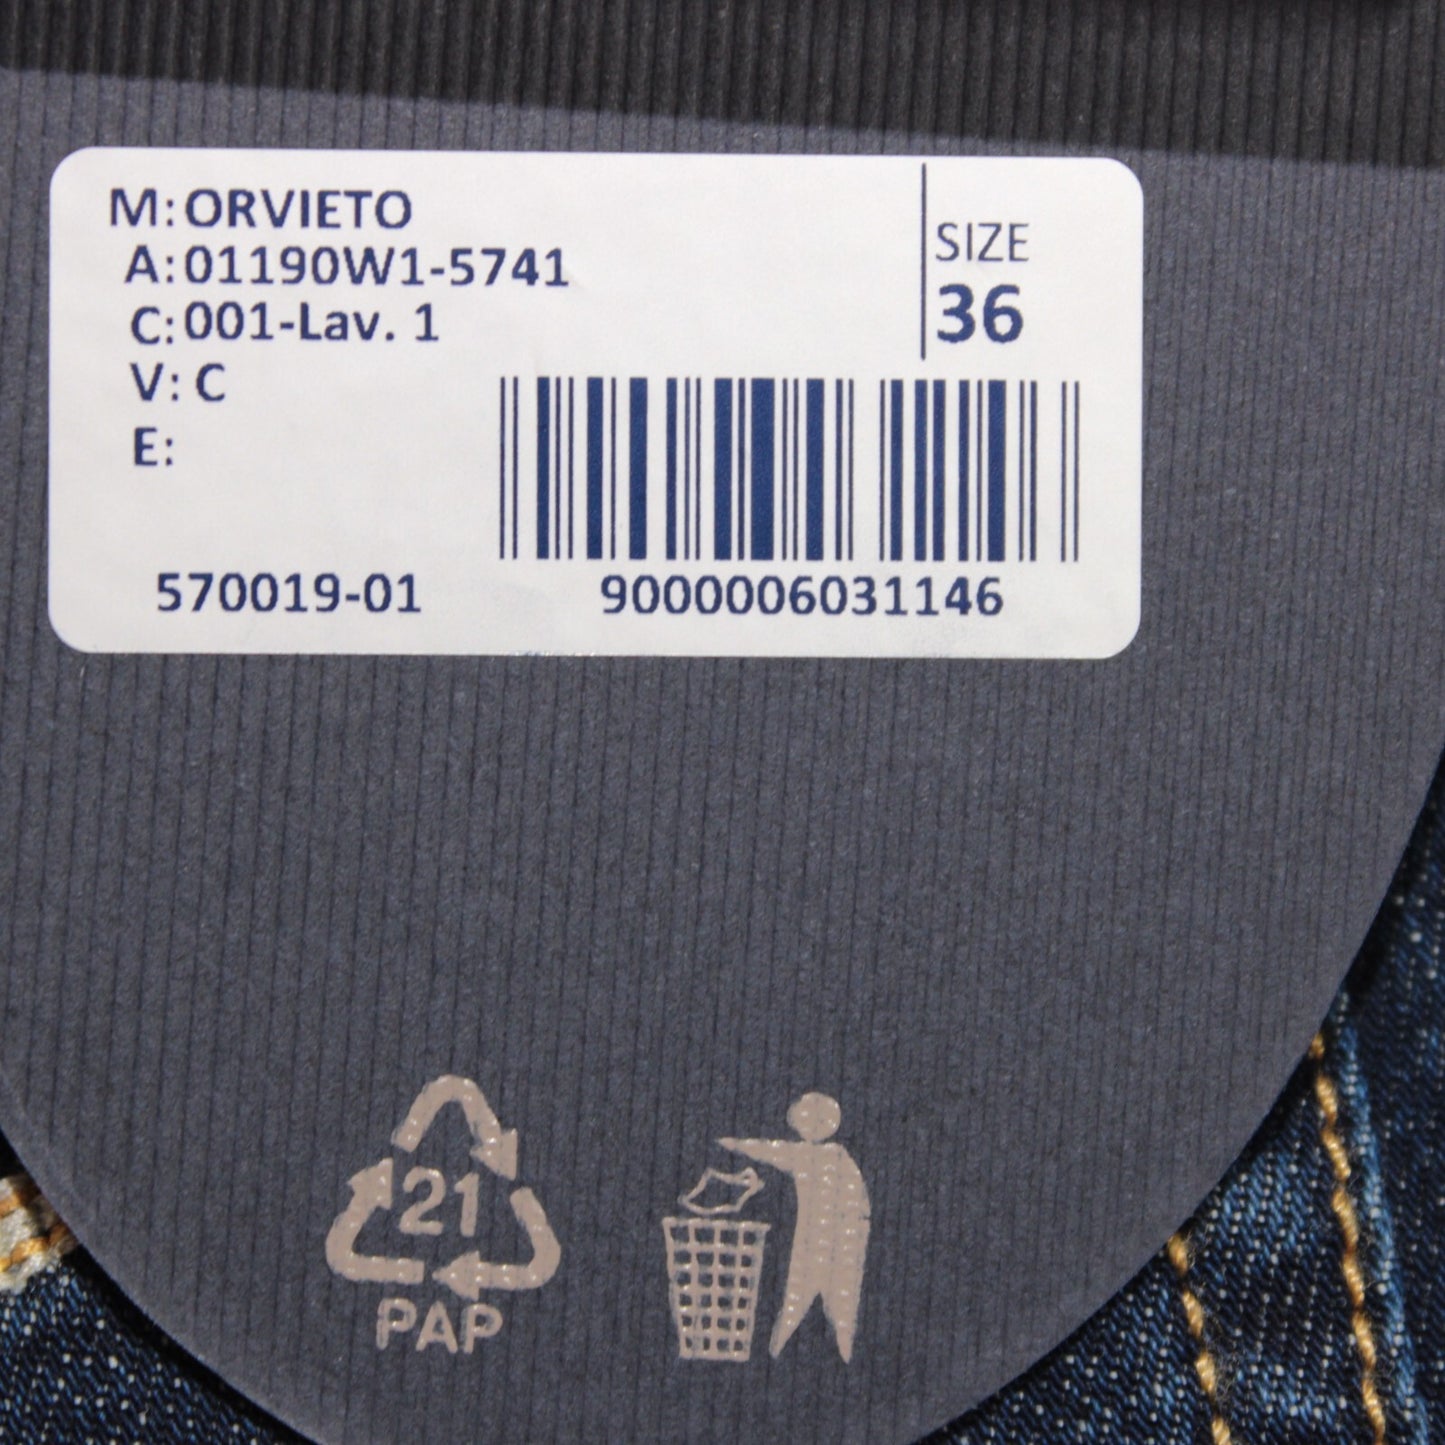 M: ORVIETO
A: 01190W1-5741
C: 001-Lav. 1
V: C
E:
SIZE
36
570019-01
9000006031146
21
PAP